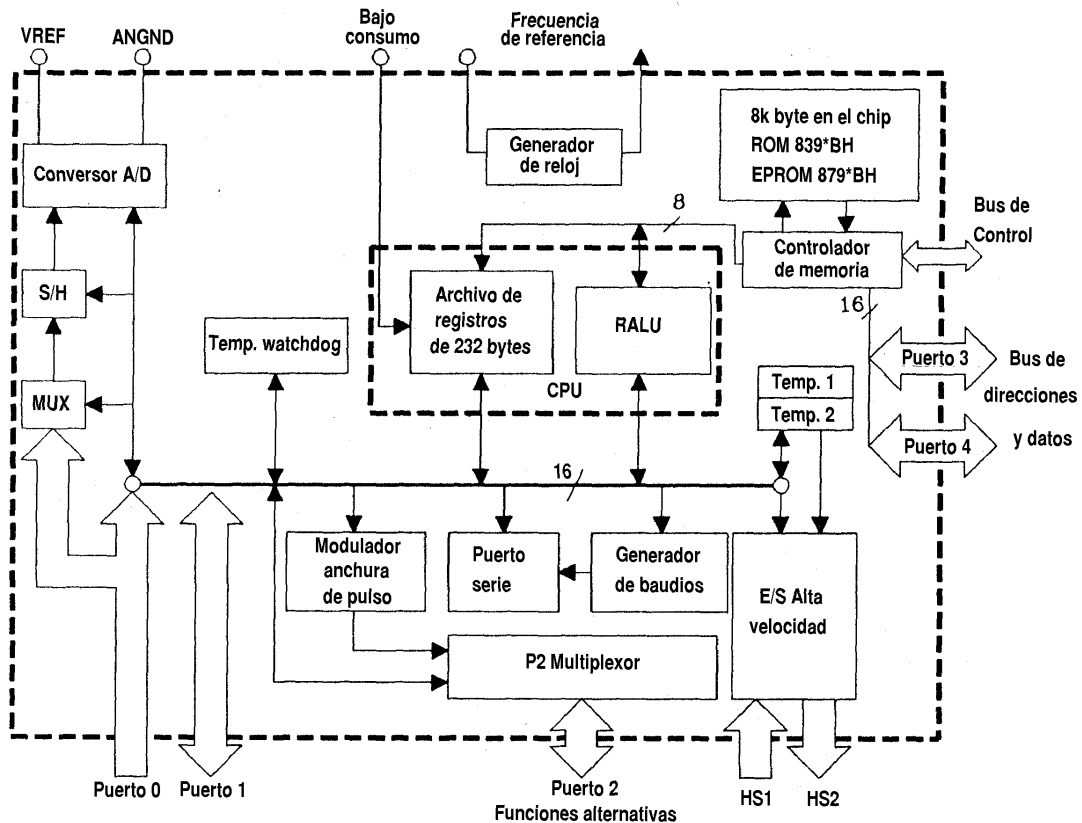 VREF
ANGND
Bajo
consumo
Frecuencia
de referencia
8k byte en el chip
ROM 839*BH
EPROM 879*BH
Generador
de reloj
Conversor A/D
8
Bus de
Control
Controlador
de memoria
S/H
Archivo de
registros
de 232 bytes
RALU
16
Temp. watchdog
CPU
Puerto 3
Bus de
direcciones
y datos
Temp. 1
Temp. 2
MUX
Puerto 4
16
Modulador
anchura
de pulso
Puerto
serie
Generador
de baudios
E/S Alta
velocidad
P2 Multiplexor
Puerto 0
Puerto 1
Puerto 2
Funciones alternativas
HS1
HS2